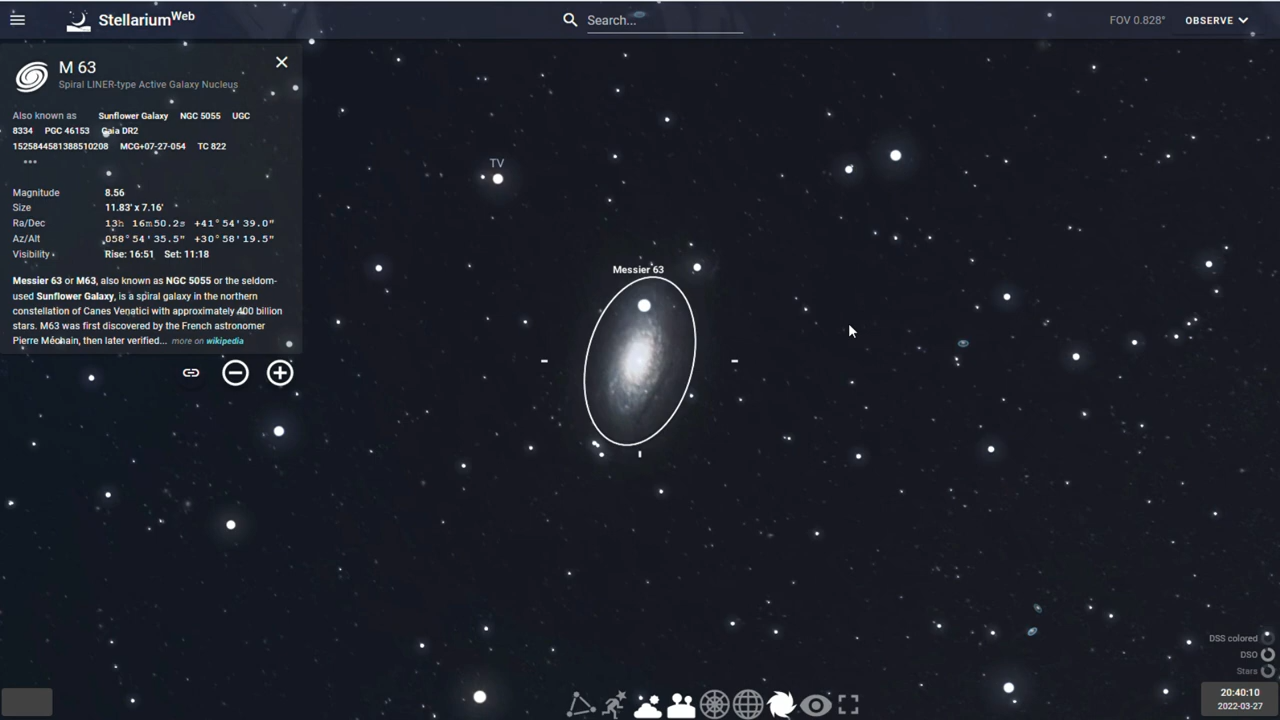 StellariumWeb
Search...
FOV 0.828°
OBSERVE
M 63
Spiral LINER-type Active Galaxy Nucleus
Also known as Sunflower Galaxy NGC 5055 UGC
8334 PGC 46153 Gaia DR2
1525844581388510208 MCG+07-27-054 TC 822
•••
Magnitude 8.56
Size 11.83' x 7.16'
Ra/Dec 13h 16m50.2s +41°54'39.0"
Az/Alt 058°54'35.5" +30°58'19.5"
Visibility Rise: 16:51 Set: 11:18
Messier 63 or M63, also known as NGC 5055 or the seldom-
used Sunflower Galaxy, is a spiral galaxy in the northern
constellation of Canes Venatici with approximately 400 billion
stars. M63 was first discovered by the French astronomer
Pierre Méchain, then later verified... more on wikipedia
TV
Messier 63
DSS colored
DSO
Stars
20:40:10
2022-03-27